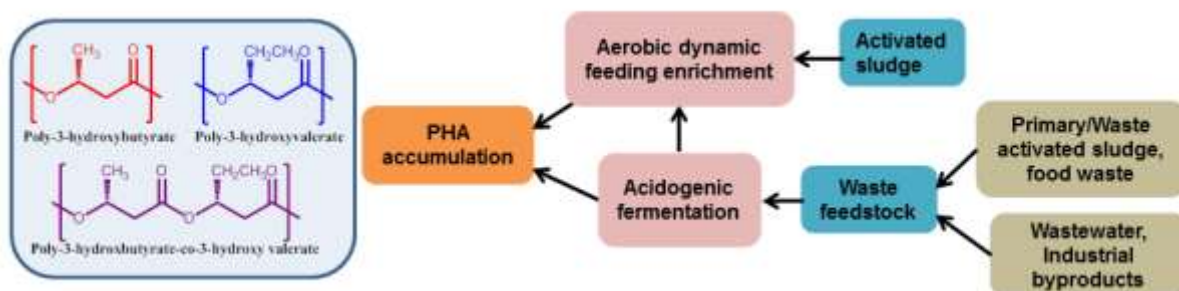 CH₃
O
O
Poly-3-hydroxybutyrate
CH₂CH₃
O
O
Poly-3-hydroxyvalerate
CH₃
O
CH₂CH₃
O
O
O
Poly-3-hydroxbutyrate-co-3-hydroxy valerate
PHA
accumulation
Aerobic dynamic
feeding enrichment
Activated
sludge
Acidogenic
fermentation
Waste
feedstock
Primary/Waste
activated sludge,
food waste
Wastewater,
Industrial
byproducts